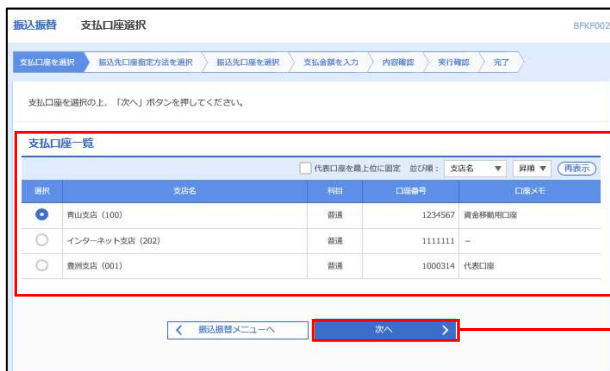 振込振替 支払口座選択 BFKF002
支払口座を選択 振込先口座指定方法を選択 振込先口座を選択 支払金額を入力 内容確認 実行確認 完了
支払口座を選択の上、「次へ」ボタンを押してください。
支払口座一覧
代表口座を最上位に固定 並び順： 支店名 ▼ 昇順 ▼ 再表示
選択 支店名 科目 口座番号 口座メモ
青山支店（100） 普通 1234567 資金移動用口座
インターネット支店（202） 普通 1111111 −
豊洲支店（001） 普通 1000314 代表口座
振込振替メニューへ 次へ